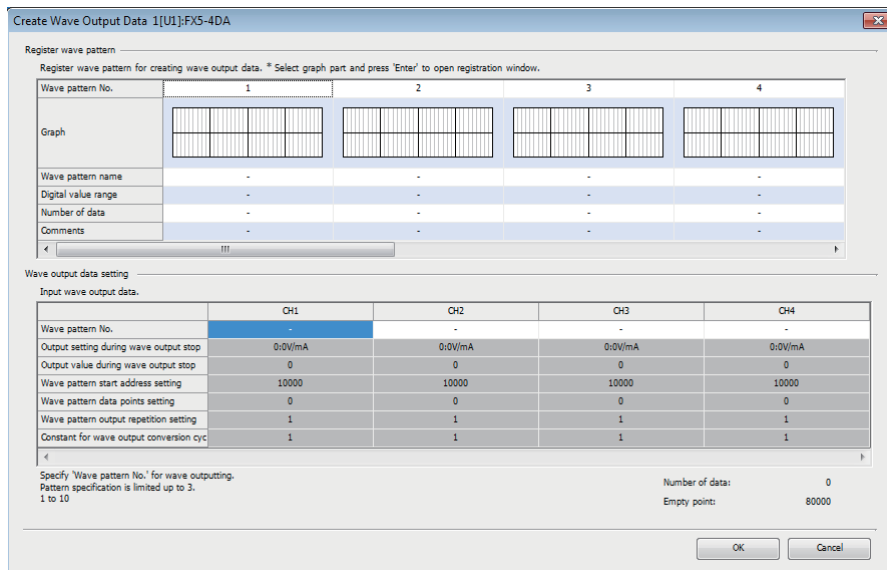 Create Wave Output Data 1[U1]:FX5-4DA
Register wave pattern
Register wave pattern for creating wave output data. * Select graph part and press 'Enter' to open registration window.
Wave pattern No. 1 2 3 4
Graph
Wave pattern name - - - -
Digital value range - - - -
Number of data - - - -
Comments - - - -
Wave output data setting
Input wave output data.
CH1 CH2 CH3 CH4
Wave pattern No. - - - -
Output setting during wave output stop 0:0V/mA 0:0V/mA 0:0V/mA 0:0V/mA
Output value during wave output stop 0 0 0 0
Wave pattern start address setting 10000 10000 10000 10000
Wave pattern data points setting 0 0 0 0
Wave pattern output repetition setting 1 1 1 1
Constant for wave output conversion cyc 1 1 1 1
Specify 'Wave pattern No.' for wave outputting.
Pattern specification is limited up to 3.
1 to 10
Number of data: 0
Empty point: 80000
OK Cancel